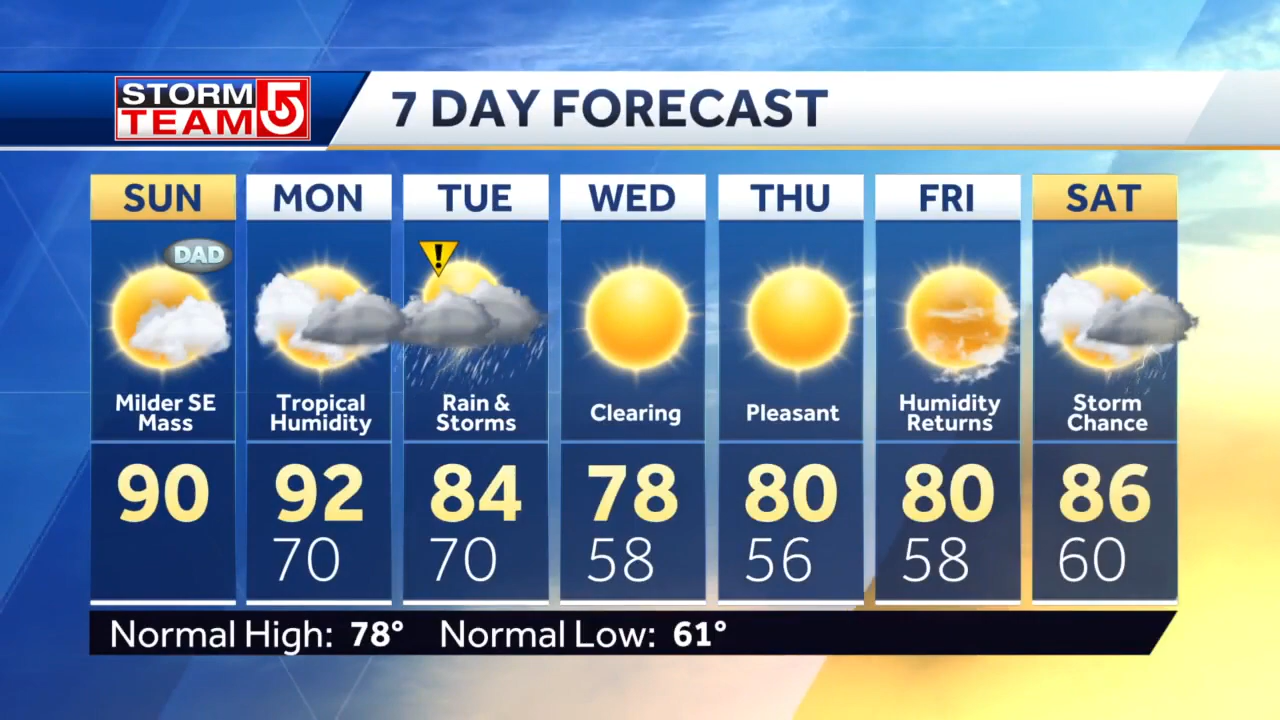 STORM
TEAM 5
7 DAY FORECAST
SUN MON TUE WED THU FRI SAT
DAD
!
Milder SE
Mass
Tropical
Humidity
Rain &
Storms
Clearing
Pleasant
Humidity
Returns
Storm
Chance
90 92 84 78 80 80 86
70 70 58 56 58 60
Normal High: 78° Normal Low: 61°